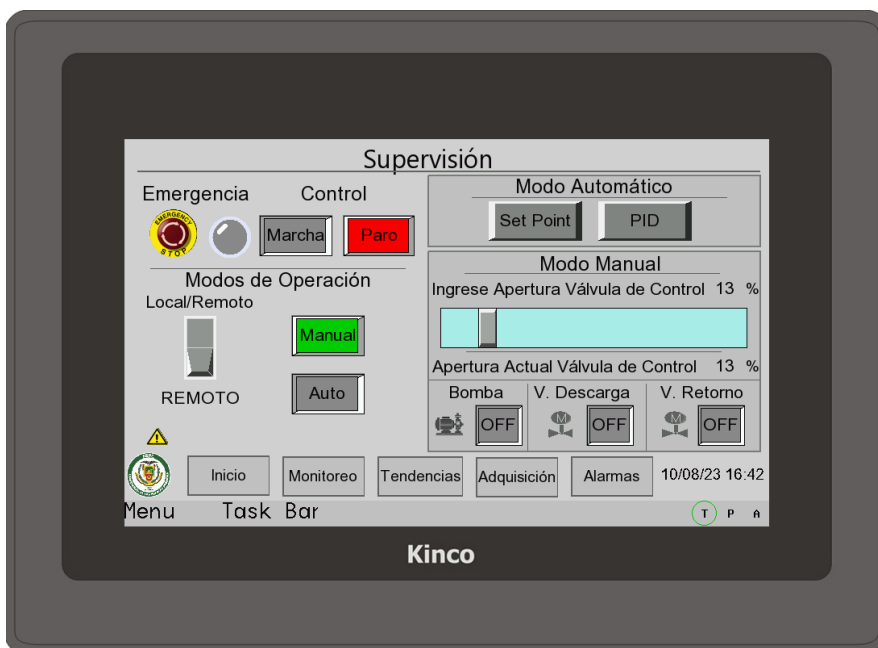 Supervisión
Emergencia
Control
EMERGENCY
STOP
Marcha
Paro
Modos de Operación
Local/Remoto
REMOTO
Manual
Auto
Modo Automático
Set Point
PID
Modo Manual
Ingrese Apertura Válvula de Control 13 %
Apertura Actual Válvula de Control 13 %
Bomba
V. Descarga
V. Retorno
OFF
M
OFF
M
OFF
Inicio
Monitoreo
Tendencias
Adquisición
Alarmas
10/08/23 16:42
Menu Task Bar
T P A
Kinco